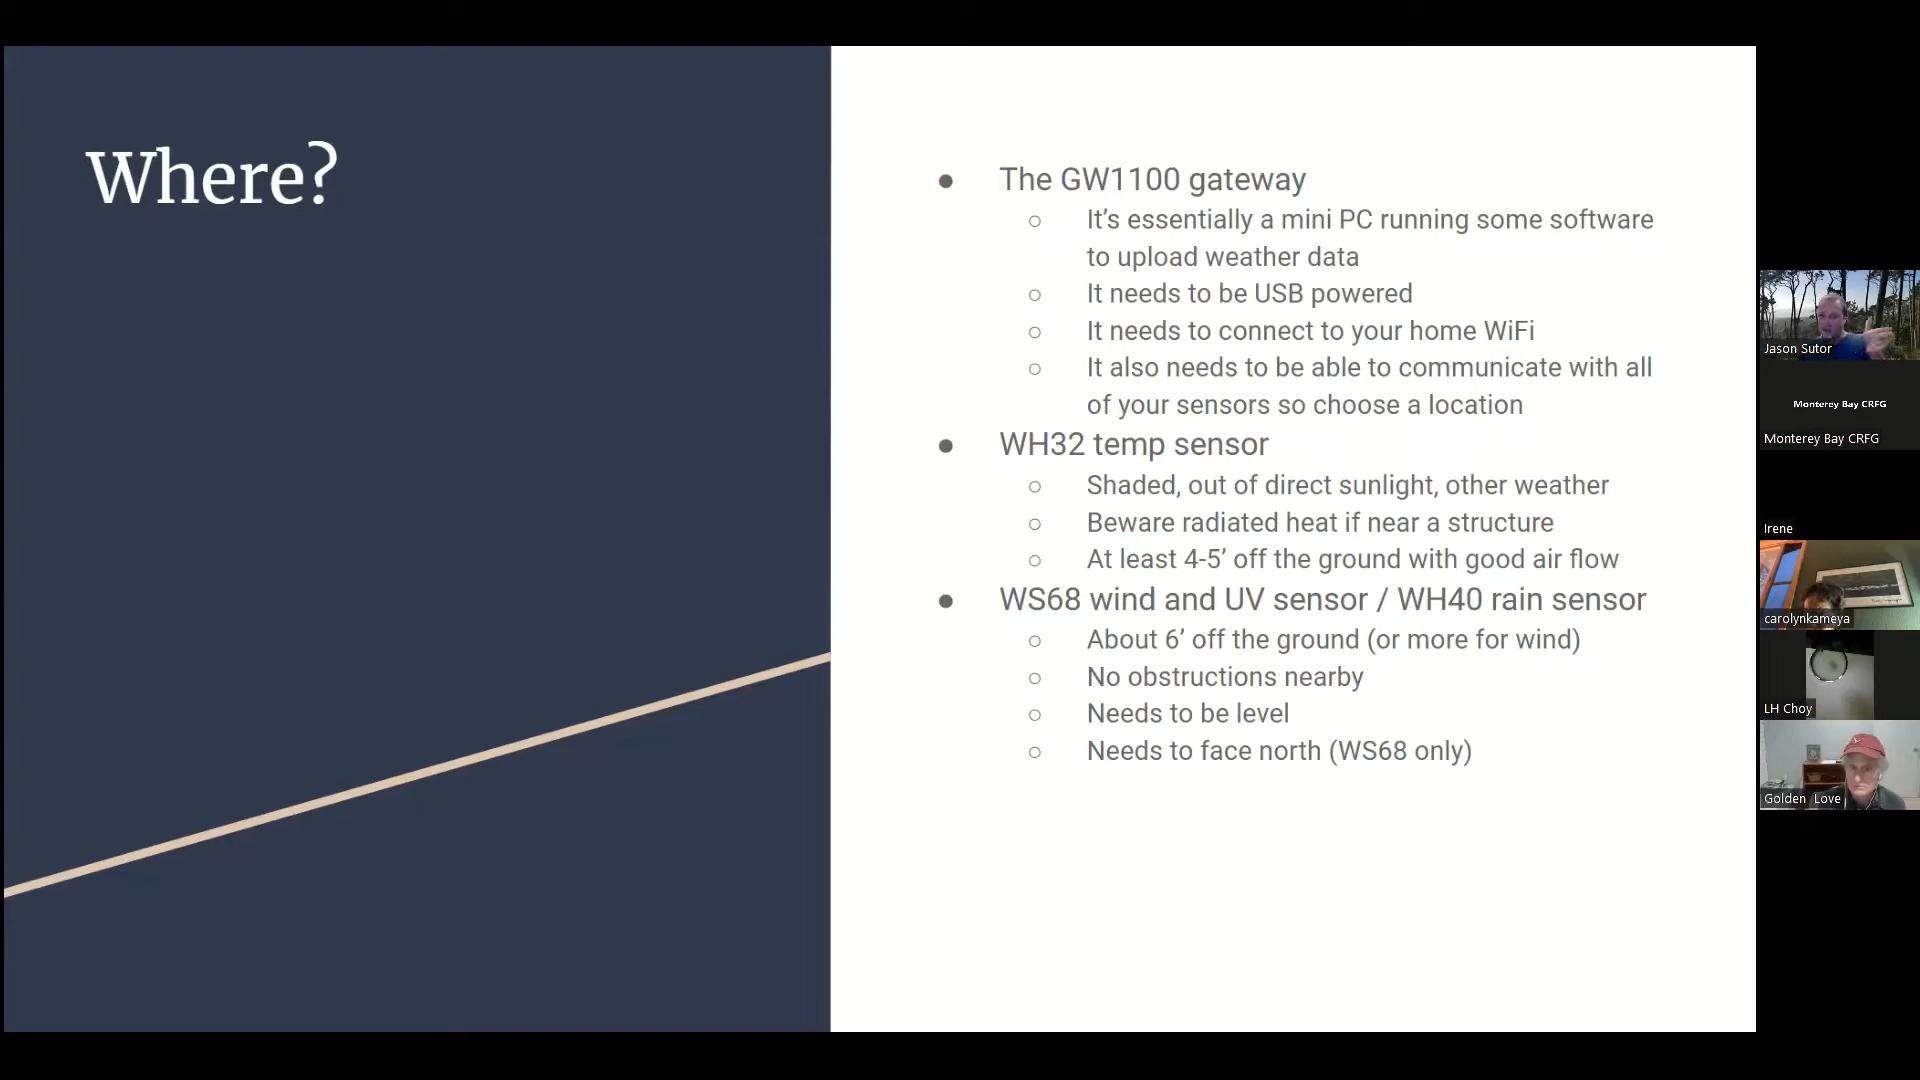 Where?
● The GW1100 gateway
○ It’s essentially a mini PC running some software
to upload weather data
○ It needs to be USB powered
○ It needs to connect to your home WiFi
○ It also needs to be able to communicate with all
of your sensors so choose a location
● WH32 temp sensor
○ Shaded, out of direct sunlight, other weather
○ Beware radiated heat if near a structure
○ At least 4-5’ off the ground with good air flow
● WS68 wind and UV sensor / WH40 rain sensor
○ About 6’ off the ground (or more for wind)
○ No obstructions nearby
○ Needs to be level
○ Needs to face north (WS68 only)
Jason Sutor
Monterey Bay CRFG
Monterey Bay CRFG
Irene
carolynkameya
LH Choy
Golden Love